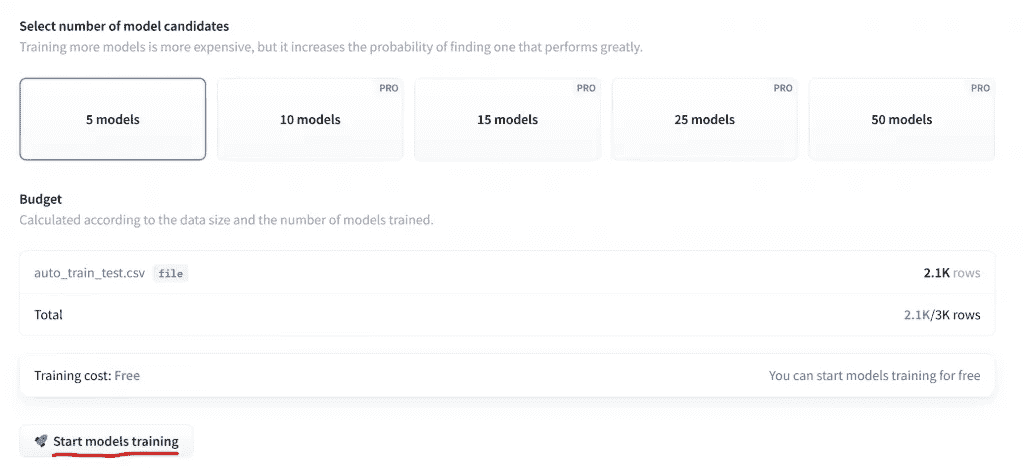 Select number of model candidates
Training more models is more expensive, but it increases the probability of finding one that performs greatly.
PRO PRO PRO PRO
5 models 10 models 15 models 25 models 50 models
Budget
Calculated according to the data size and the number of models trained.
auto_train_test.csv file 2.1K rows
Total 2.1K/3K rows
Training cost: Free You can start models training for free
🚀 Start models training